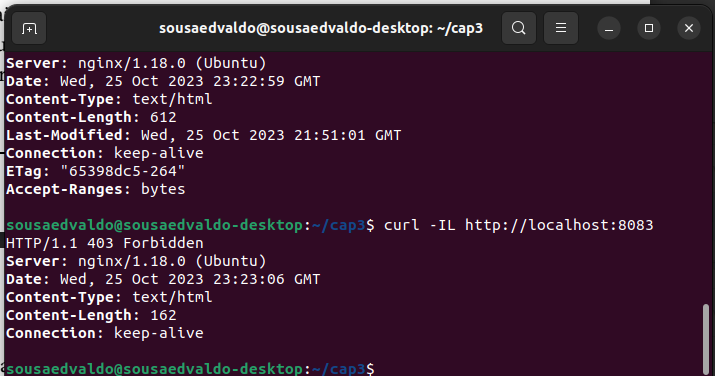 sousaedvaldo@sousaedvaldo-desktop: ~/cap3
Server: nginx/1.18.0 (Ubuntu)
Date: Wed, 25 Oct 2023 23:22:59 GMT
Content-Type: text/html
Content-Length: 612
Last-Modified: Wed, 25 Oct 2023 21:51:01 GMT
Connection: keep-alive
ETag: "65398dc5-264"
Accept-Ranges: bytes
sousaedvaldo@sousaedvaldo-desktop:~/cap3$ curl -IL http://localhost:8083
HTTP/1.1 403 Forbidden
Server: nginx/1.18.0 (Ubuntu)
Date: Wed, 25 Oct 2023 23:23:06 GMT
Content-Type: text/html
Content-Length: 162
Connection: keep-alive
sousaedvaldo@sousaedvaldo-desktop:~/cap3$